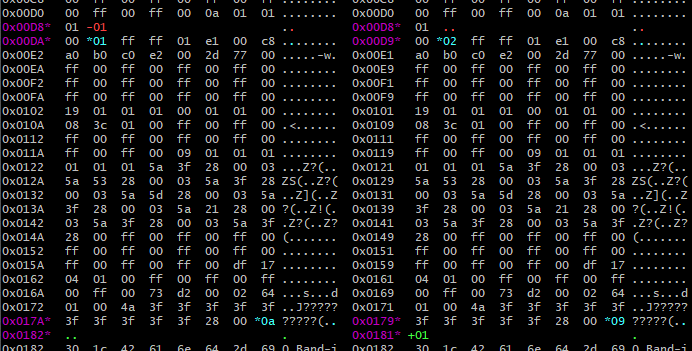 0x00D0 00 ff 00 ff 00 0a 01 01 ........ 0x00D0 00 ff 00 ff 00 0a 01 01 ........
0x00D8* 01 -01 .. 0x00D8* 01 .. .
0x00DA* 00 *01 ff ff 01 e1 00 c8 ........ 0x00D9* 00 *02 ff ff 01 e1 00 c8 ........
0x00E2 a0 b0 c0 e2 00 2d 77 00 .....-w. 0x00E1 a0 b0 c0 e2 00 2d 77 00 .....-w.
0x00EA ff 00 ff 00 ff 00 ff 00 ........ 0x00E9 ff 00 ff 00 ff 00 ff 00 ........
0x00F2 ff 00 ff 00 ff 00 ff 00 ........ 0x00F1 ff 00 ff 00 ff 00 ff 00 ........
0x00FA ff 00 ff 00 ff 00 ff 00 ........ 0x00F9 ff 00 ff 00 ff 00 ff 00 ........
0x0102 19 01 01 01 01 01 01 01 ........ 0x0101 19 01 01 01 01 01 01 01 ........
0x010A 08 3c 01 00 ff 00 ff 00 .<...... 0x0109 08 3c 01 00 ff 00 ff 00 .<......
0x0112 ff 00 ff 00 ff 00 ff 00 ........ 0x0111 ff 00 ff 00 ff 00 ff 00 ........
0x011A ff 00 ff 00 09 01 01 01 ........ 0x0119 ff 00 ff 00 09 01 01 01 ........
0x0122 01 01 01 5a 3f 28 00 03 ...Z?(.. 0x0121 01 01 01 5a 3f 28 00 03 ...Z?(..
0x012A 5a 53 28 00 03 5a 3f 28 ZS(..Z?( 0x0129 5a 53 28 00 03 5a 3f 28 ZS(..Z?(
0x0132 00 03 5a 5d 28 00 03 5a ..Z](..Z 0x0131 00 03 5a 5d 28 00 03 5a ..Z](..Z
0x013A 3f 28 00 03 5a 21 28 00 ?(..Z!(. 0x0139 3f 28 00 03 5a 21 28 00 ?(..Z!(.
0x0142 03 5a 3f 28 00 03 5a 3f .Z?(..Z? 0x0141 03 5a 3f 28 00 03 5a 3f .Z?(..Z?
0x014A 28 00 ff 00 ff 00 ff 00 (....... 0x0149 28 00 ff 00 ff 00 ff 00 (.......
0x0152 ff 00 ff 00 ff 00 ff 00 ........ 0x0151 ff 00 ff 00 ff 00 ff 00 ........
0x015A ff 00 ff 00 ff 00 df 17 ........ 0x0159 ff 00 ff 00 ff 00 df 17 ........
0x0162 04 01 00 ff 00 ff 00 ff ........ 0x0161 04 01 00 ff 00 ff 00 ff ........
0x016A 00 ff 00 73 d2 00 02 64 ...s...d 0x0169 00 ff 00 73 d2 00 02 64 ...s...d
0x0172 01 00 4a 3f 3f 3f 3f 3f ..J????? 0x0171 01 00 4a 3f 3f 3f 3f 3f ..J?????
0x017A* 3f 3f 3f 3f 3f 28 00 *0a ?????(.. 0x0179* 3f 3f 3f 3f 3f 28 00 *09 ?????(..
0x0182* .. . 0x0181* +01 .
0x0182 30 1c 42 61 6e 64 2d 69 0.Band-i 0x0182 30 1c 42 61 6e 64 2d 69 0.Band-i